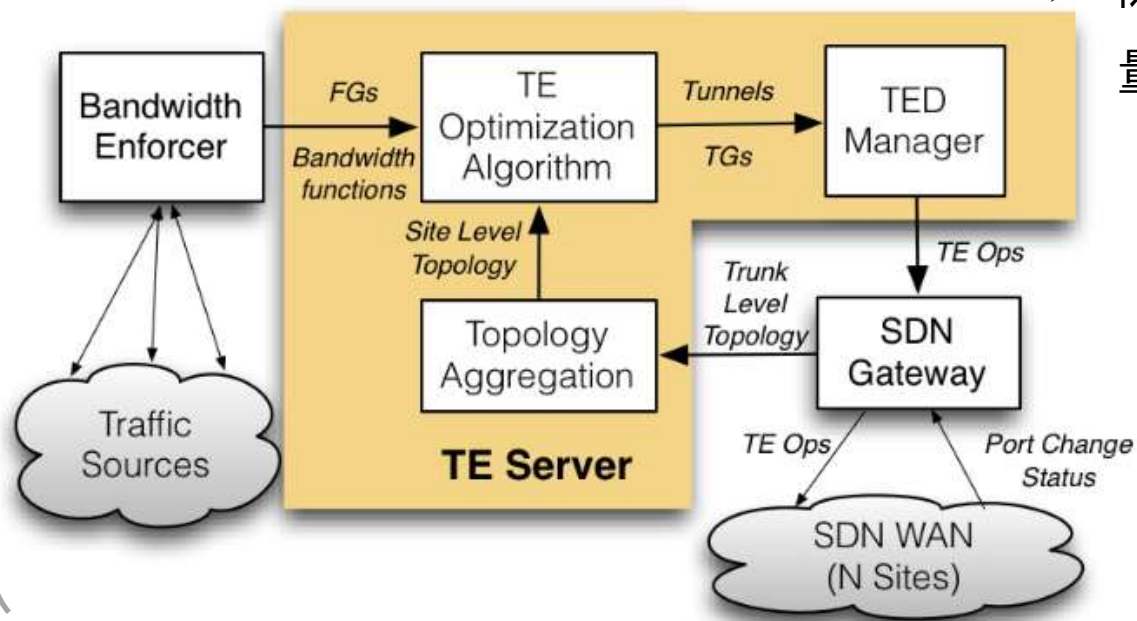 Bandwidth
Enforcer
FGs
Bandwidth
functions
TE
Optimization
Algorithm
Tunnels
TGs
TED
Manager
Site Level
Topology
TE Ops
Trunk
Level
Topology
Topology
Aggregation
SDN
Gateway
Traffic
Sources
TE Server
TE Ops
Port Change
Status
SDN WAN
(N Sites)
量